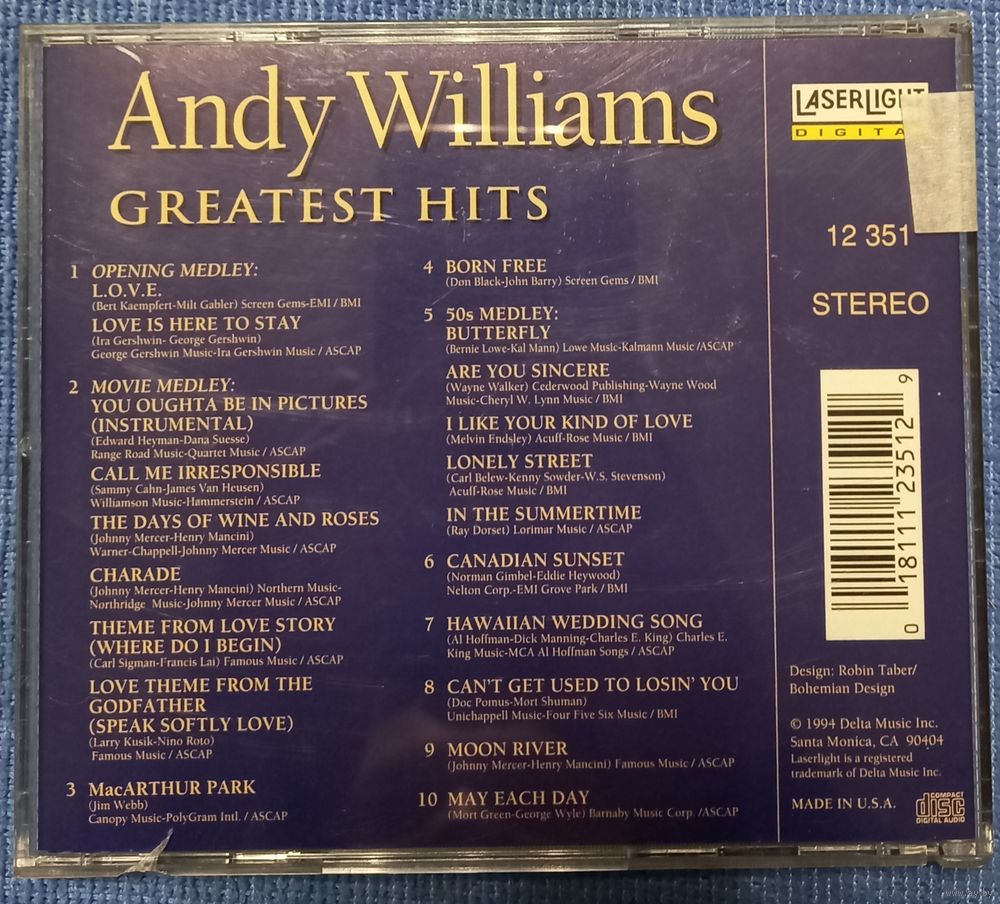 Andy Williams
GREATEST HITS
1 OPENING MEDLEY:
L.O.V.E.
(Bert Kaempfert-Milt Gabler) Screen Gems-EMI / BMI
LOVE IS HERE TO STAY
(Ira Gershwin- George Gershwin)
George Gershwin Music-Ira Gershwin Music / ASCAP
2 MOVIE MEDLEY:
YOU OUGHTA BE IN PICTURES
(INSTRUMENTAL)
(Edward Heyman-Dana Suesse)
Range Road Music-Quartet Music / ASCAP
CALL ME IRRESPONSIBLE
(Sammy Cahn-James Van Heusen)
Williamson Music-Hammerstein / ASCAP
THE DAYS OF WINE AND ROSES
(Johnny Mercer-Henry Mancini)
Warner-Chappell-Johnny Mercer Music / ASCAP
CHARADE
(Johnny Mercer-Henry Mancini) Northern Music-
Northridge Music-Johnny Mercer Music / ASCAP
THEME FROM LOVE STORY
(WHERE DO I BEGIN)
(Carl Sigman-Francis Lai) Famous Music / ASCAP
LOVE THEME FROM THE
GODFATHER
(SPEAK SOFTLY LOVE)
(Larry Kusik-Nino Roto)
Famous Music / ASCAP
3 MacARTHUR PARK
(Jim Webb)
Canopy Music-PolyGram Intl. / ASCAP
4 BORN FREE
(Don Black-John Barry) Screen Gems / BMI
5 50s MEDLEY:
BUTTERFLY
(Bernie Lowe-Kal Mann) Lowe Music-Kalmann Music /ASCAP
ARE YOU SINCERE
(Wayne Walker) Cederwood Publishing-Wayne Wood
Music-Cheryl W. Lynn Music / BMI
I LIKE YOUR KIND OF LOVE
(Melvin Endsley) Acuff-Rose Music / BMI
LONELY STREET
(Carl Belew-Kenny Sowder-W.S. Stevenson)
Acuff-Rose Music / BMI
IN THE SUMMERTIME
(Ray Dorset) Lorimar Music / ASCAP
6 CANADIAN SUNSET
(Norman Gimbel-Eddie Heywood)
Nelton Corp.-EMI Grove Park / BMI
7 HAWAIIAN WEDDING SONG
(Al Hoffman-Dick Manning-Charles E. King) Charles E.
King Music-MCA Al Hoffman Songs / ASCAP
8 CAN'T GET USED TO LOSIN' YOU
(Doc Pomus-Mort Shuman)
Unichappell Music-Four Five Six Music / BMI
9 MOON RIVER
(Johnny Mercer-Henry Mancini) Famous Music / ASCAP
10 MAY EACH DAY
(Mort Green-George Wyle) Barnaby Music Corp. /ASCAP
LASERLIGHT
DIGITA
12 351
STEREO
0 18111 23512 9
Design: Robin Taber/
Bohemian Design
© 1994 Delta Music Inc.
Santa Monica, CA 90404
Laserlight is a registered
trademark of Delta Music Inc.
MADE IN U.S.A.
COMPACT
disc
DIGITAL AUDIO